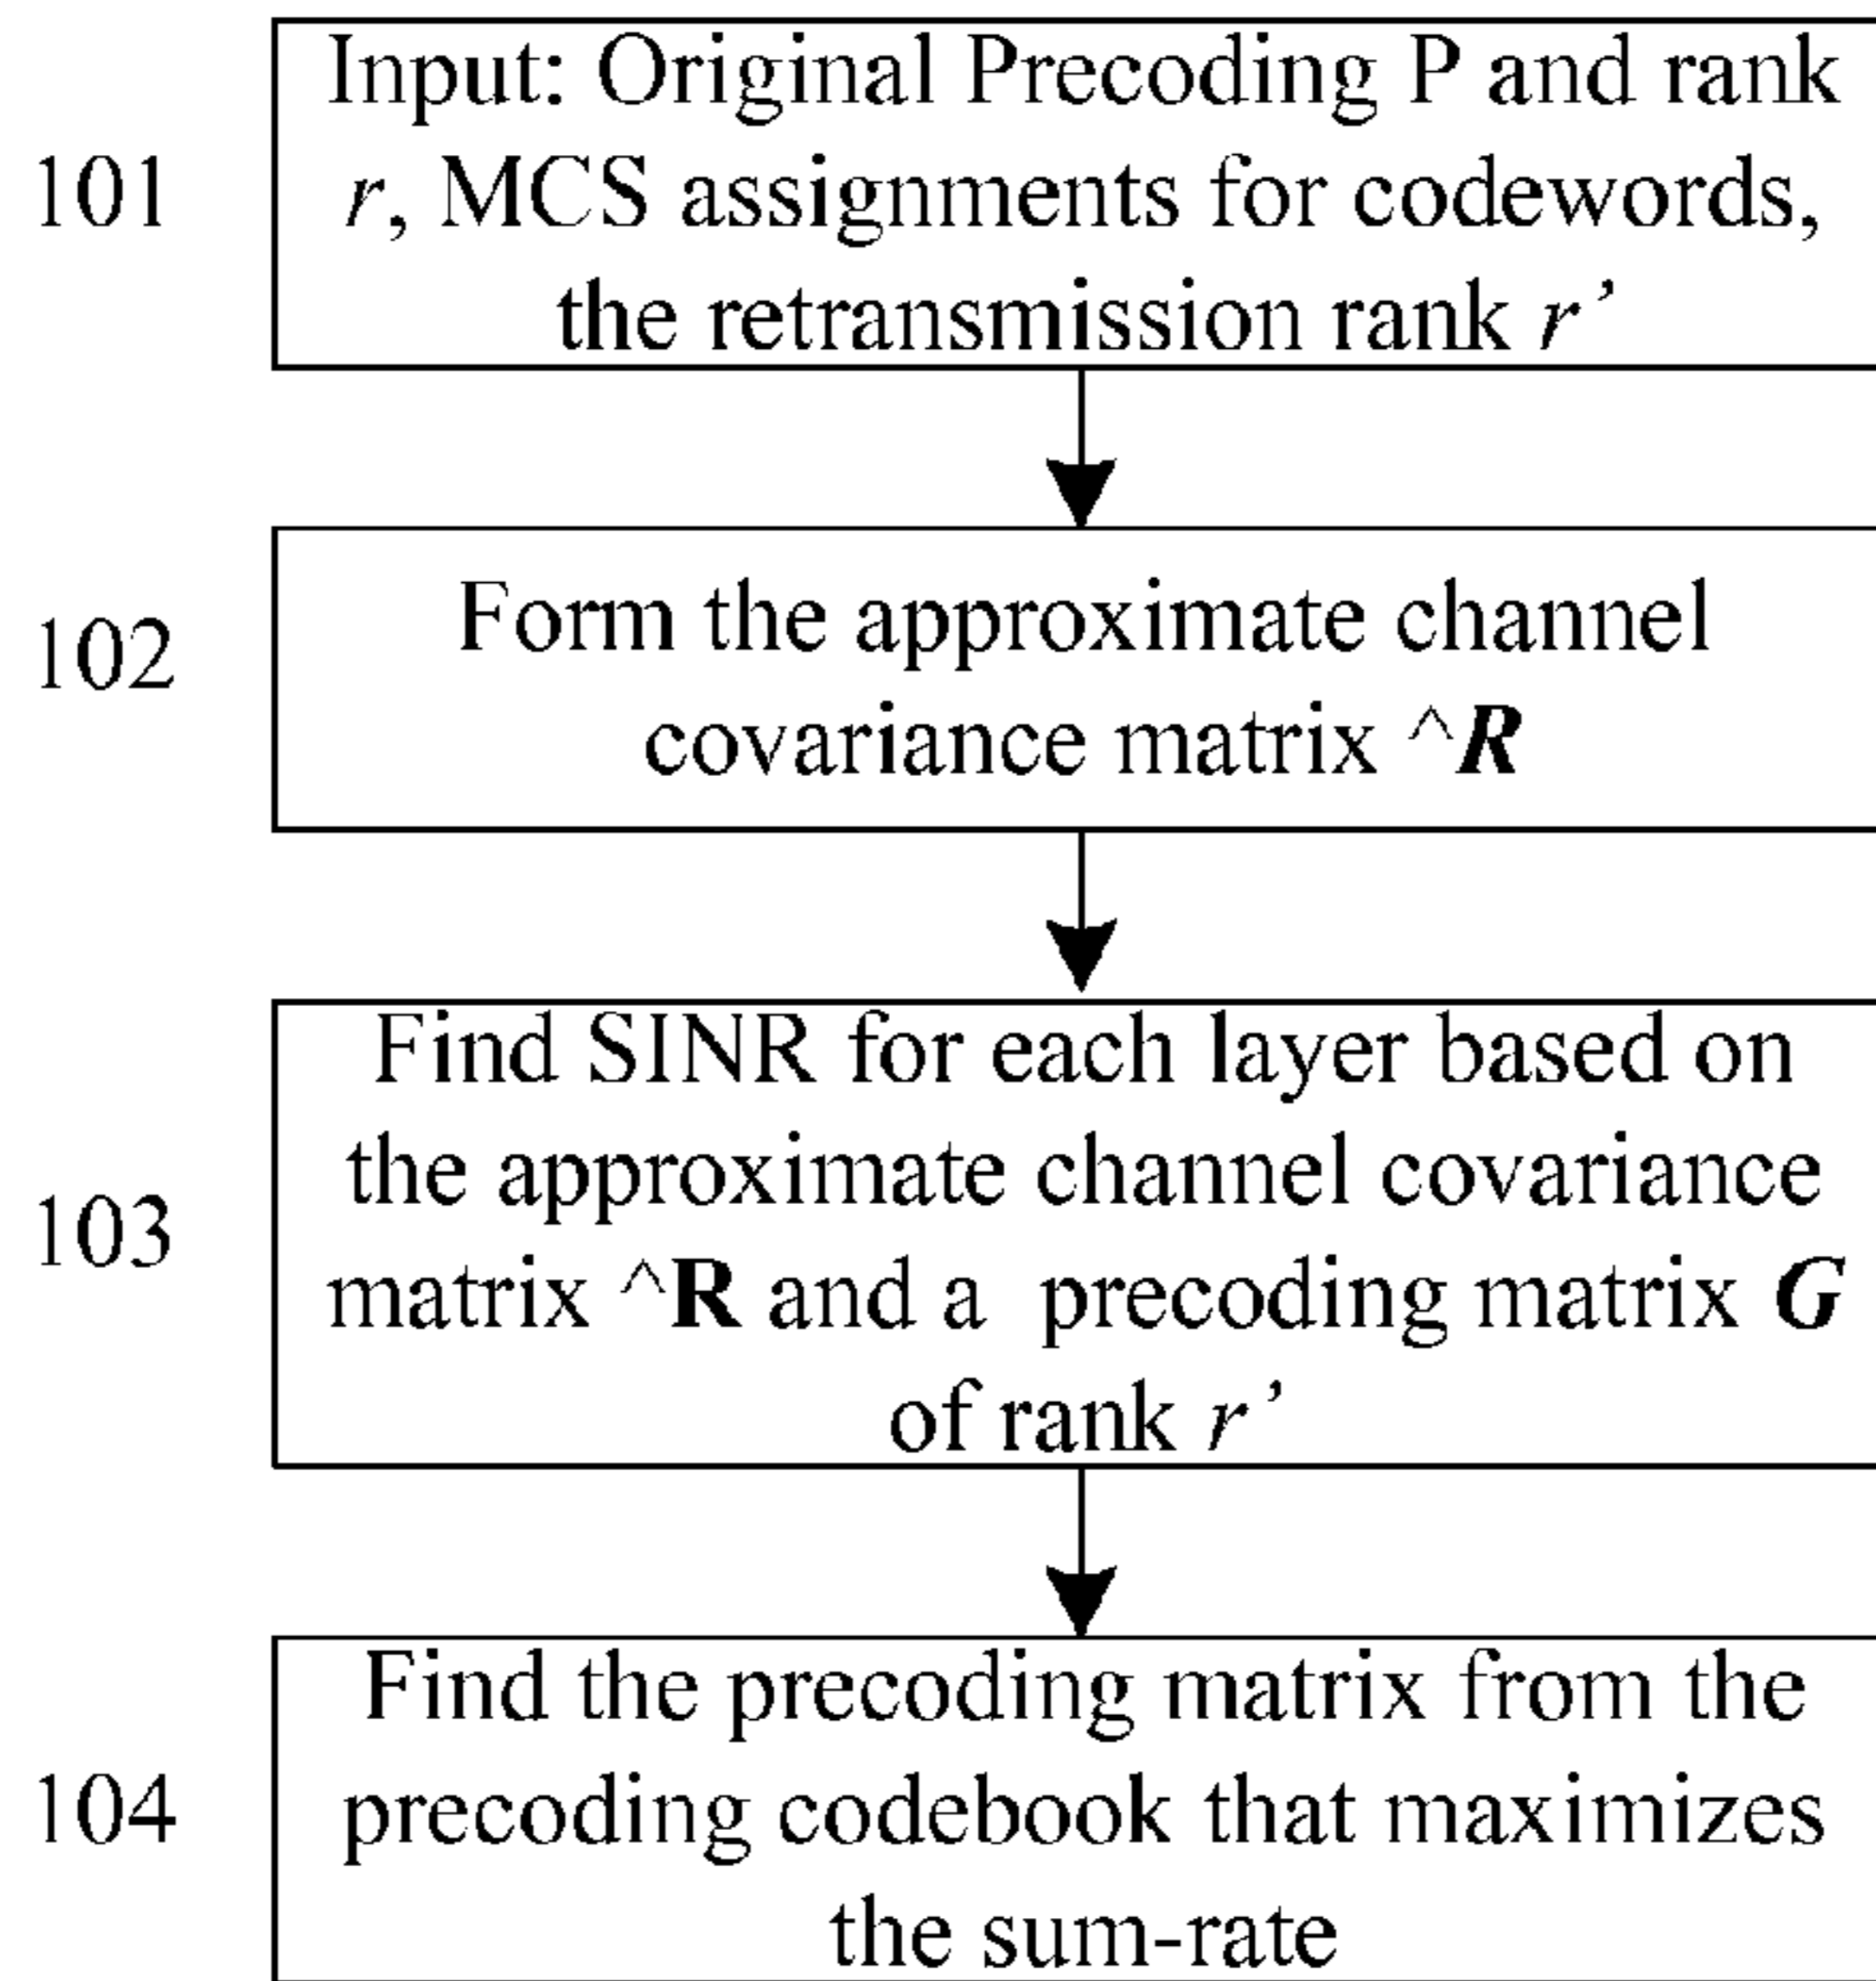 101
Input: Original Precoding P and rank
r, MCS assignments for codewords,
the retransmission rank r’
102
Form the approximate channel
covariance matrix ^R
103
Find SINR for each layer based on
the approximate channel covariance
matrix ^R and a precoding matrix G
of rank r’
104
Find the precoding matrix from the
precoding codebook that maximizes
the sum-rate